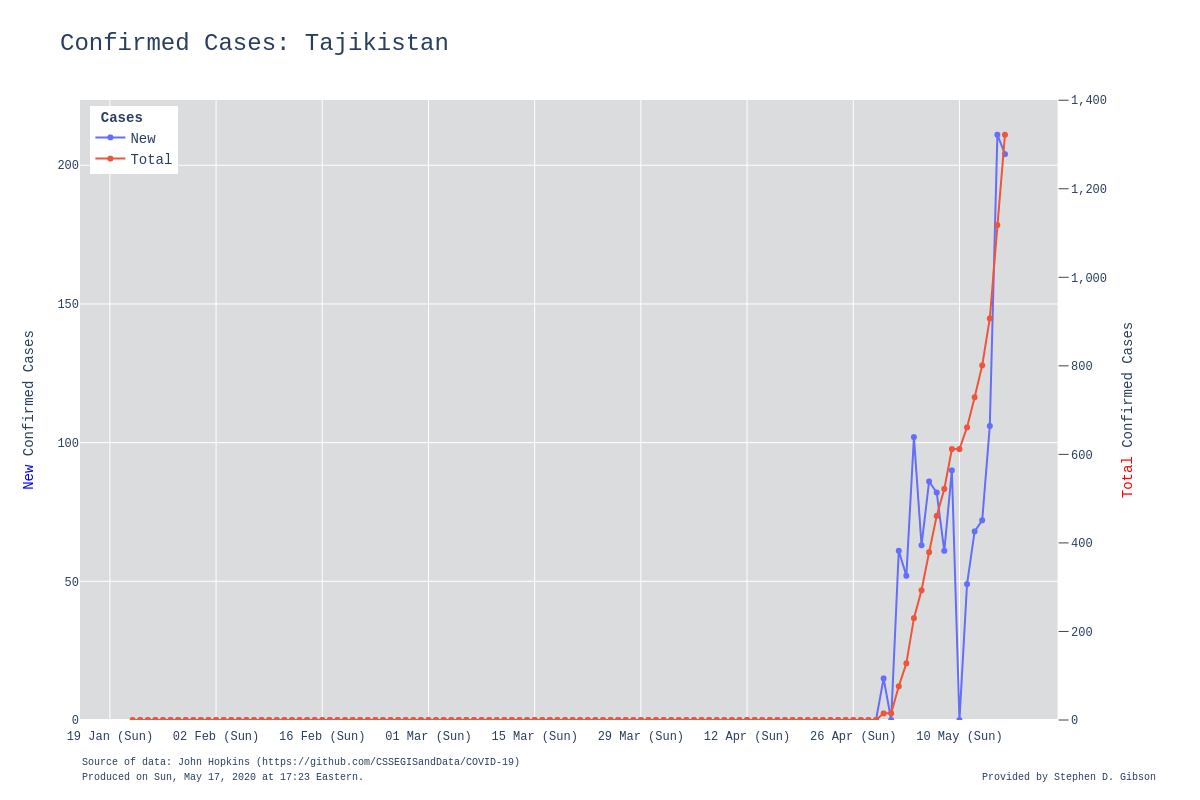 Confirmed Cases: Tajikistan
Cases
New
Total
200
150
100
50
0
1,400
1,200
1,000
800
600
400
200
0
New Confirmed Cases
Total Confirmed Cases
19 Jan (Sun)
02 Feb (Sun)
16 Feb (Sun)
01 Mar (Sun)
15 Mar (Sun)
29 Mar (Sun)
12 Apr (Sun)
26 Apr (Sun)
10 May (Sun)
Source of data: John Hopkins (https://github.com/CSSEGISandData/COVID-19)
Produced on Sun, May 17, 2020 at 17:23 Eastern.
Provided by Stephen D. Gibson